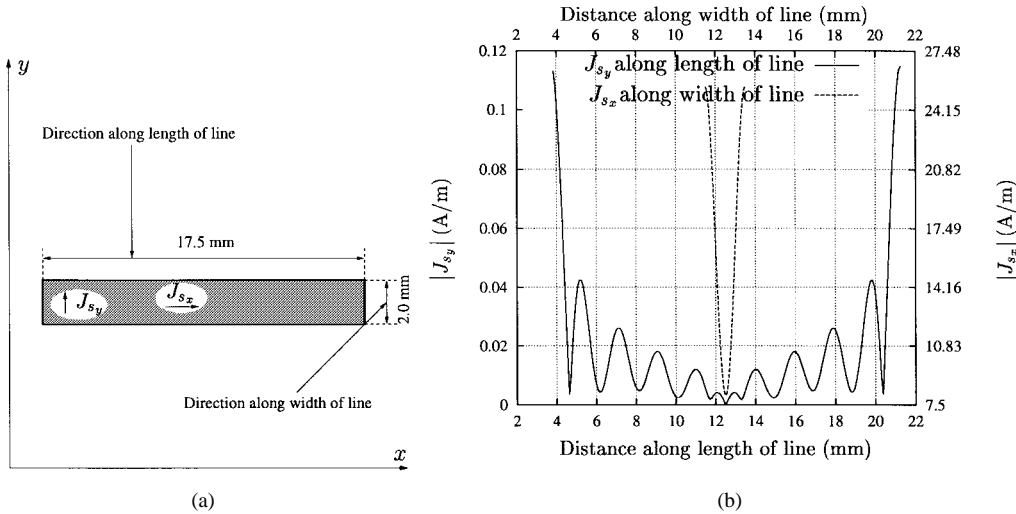 y
Direction along length of line
17.5 mm
J_{s_y}
J_{s_x}
2.0 mm
Direction along width of line
x
(a)
Distance along width of line (mm)
2 4 6 8 10 12 14 16 18 20 22
J_{s_y} along length of line
J_{s_x} along width of line
0.12
0.1
0.08
0.06
0.04
0.02
0
|J_{s_y}| (A/m)
27.48
24.15
20.82
17.49
14.16
10.83
7.5
|J_{s_x}| (A/m)
2 4 6 8 10 12 14 16 18 20 22
Distance along length of line (mm)
(b)